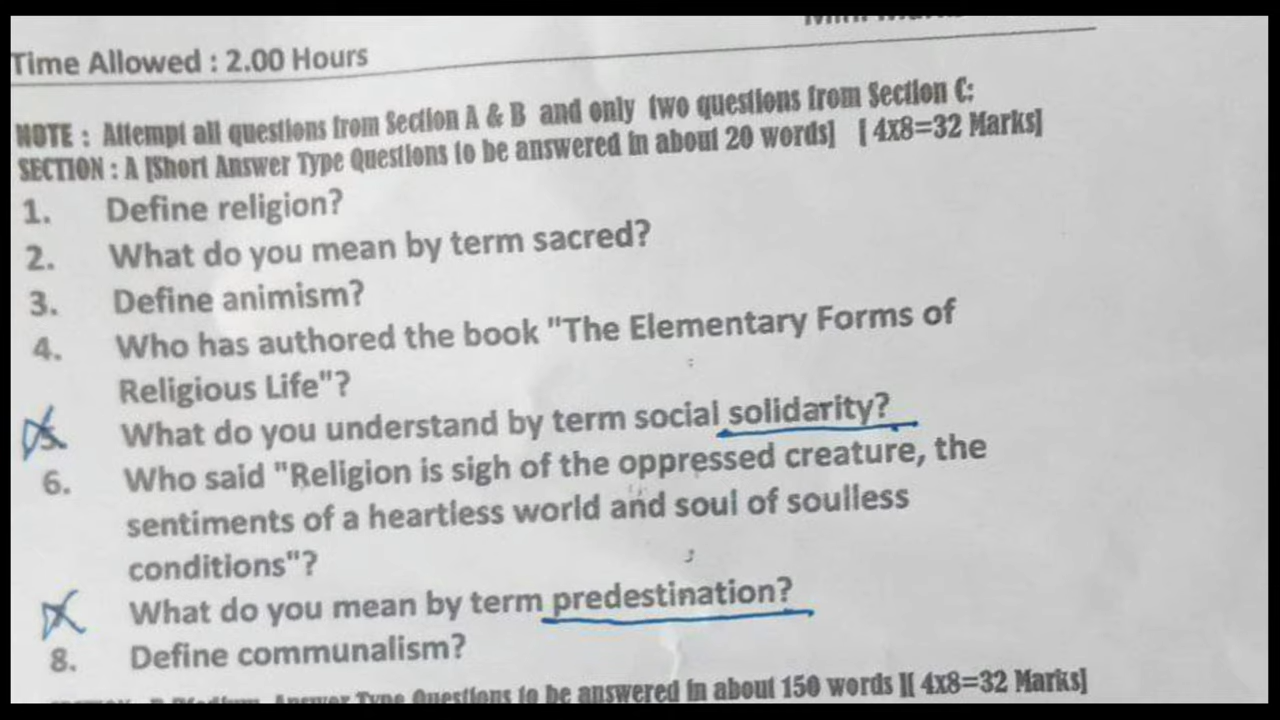 Time Allowed : 2.00 Hours
NOTE : Attempt all questions from Section A & B and only two questions from Section C:
SECTION : A [Short Answer Type Questions to be answered in about 20 words] [ 4x8=32 Marks]
1. Define religion?
2. What do you mean by term sacred?
3. Define animism?
4. Who has authored the book "The Elementary Forms of
Religious Life"?
5. What do you understand by term social solidarity?
6. Who said "Religion is sigh of the oppressed creature, the
sentiments of a heartless world and soul of soulless
conditions"?
What do you mean by term predestination?
8. Define communalism?
Answer Type Questions to be answered in about 150 words ][ 4x8=32 Marks]